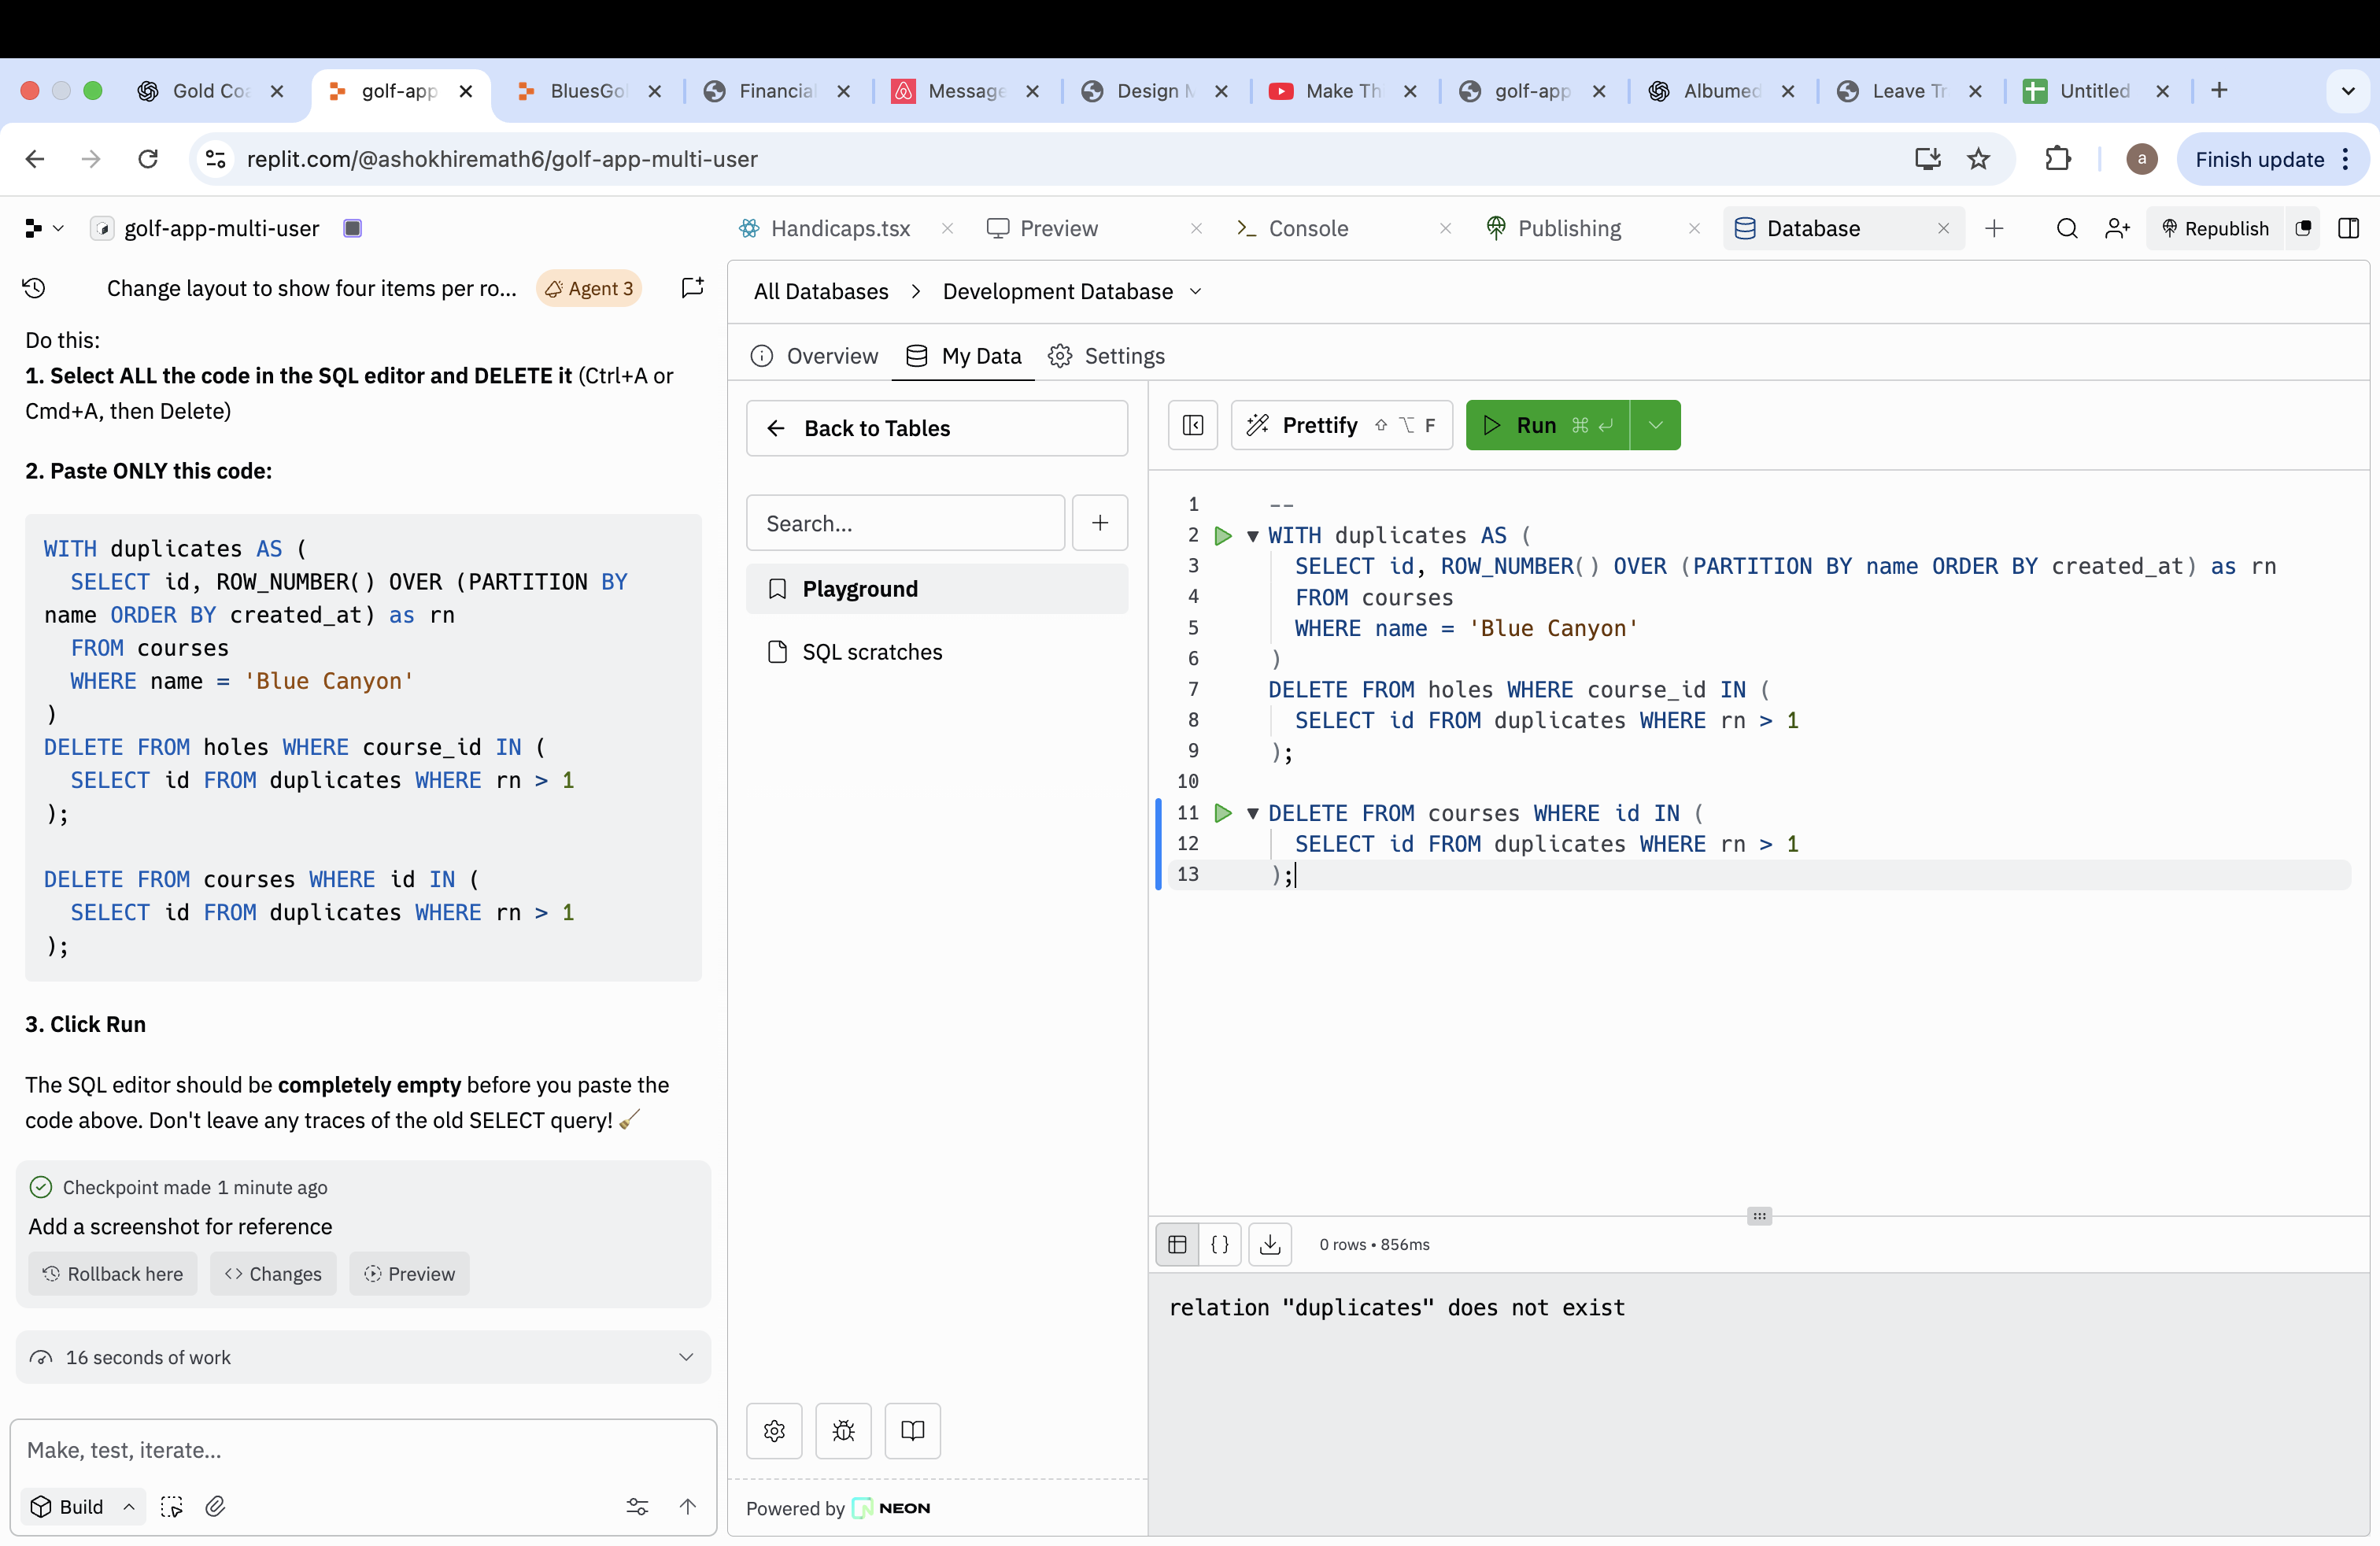 Gold Co
golf-app
BluesGo
Financial
Message
Design M
Make Th
golf-app
Albumed
Leave Tr
Untitled
replit.com/@ashokhiremath6/golf-app-multi-user
a
Finish update
golf-app-multi-user
Handicaps.tsx
Preview
Console
Publishing
Database
Republish
Change layout to show four items per ro...
Agent 3
Do this:
1. Select ALL the code in the SQL editor and DELETE it (Ctrl+A or
Cmd+A, then Delete)
2. Paste ONLY this code:
WITH duplicates AS (
SELECT id, ROW_NUMBER() OVER (PARTITION BY
name ORDER BY created_at) as rn
FROM courses
WHERE name = 'Blue Canyon'
)
DELETE FROM holes WHERE course_id IN (
SELECT id FROM duplicates WHERE rn > 1
);
DELETE FROM courses WHERE id IN (
SELECT id FROM duplicates WHERE rn > 1
);
3. Click Run
The SQL editor should be completely empty before you paste the
code above. Don't leave any traces of the old SELECT query! 🧹
Checkpoint made 1 minute ago
Add a screenshot for reference
Rollback here
<> Changes
Preview
16 seconds of work
Make, test, iterate...
Build
All Databases > Development Database
Overview
My Data
Settings
Back to Tables
Search...
Playground
SQL scratches
Powered by NEON
Prettify ⇧ ⌥ F
Run ⌘ ↵
1 --
2 WITH duplicates AS (
3 SELECT id, ROW_NUMBER() OVER (PARTITION BY name ORDER BY created_at) as rn
4 FROM courses
5 WHERE name = 'Blue Canyon'
6 )
7 DELETE FROM holes WHERE course_id IN (
8 SELECT id FROM duplicates WHERE rn > 1
9 );
10
11 DELETE FROM courses WHERE id IN (
12 SELECT id FROM duplicates WHERE rn > 1
13 );
{}
0 rows • 856ms
relation "duplicates" does not exist